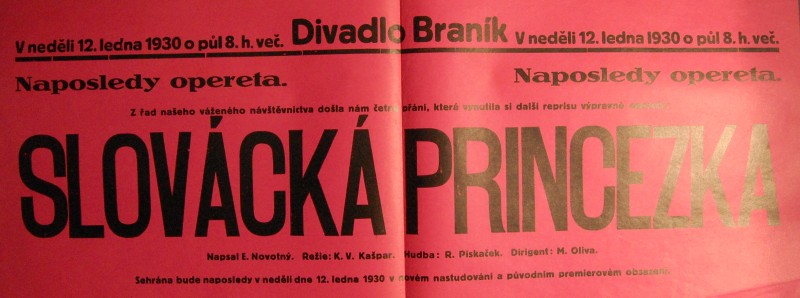 V neděli 12. ledna 1930 o půl 8. h. več. Divadlo Braník V neděli 12. ledna 1930 o půl 8. h. več.
Naposledy opereta. Naposledy opereta.
Z řad našeho váženého návštěvnictva došla nám četná přání, která vynutila si další reprisu výpravné operety:
SLOVÁCKÁ PRINCEZKA
Napsal E. Novotný. Režie: K. V. Kašpar. Hudba: R. Piskaček. Dirigent: M. Oliva.
Sehrána bude naposledy v neděli dne 12. ledna 1930 v novém nastudování a původním premierovém obsazení.